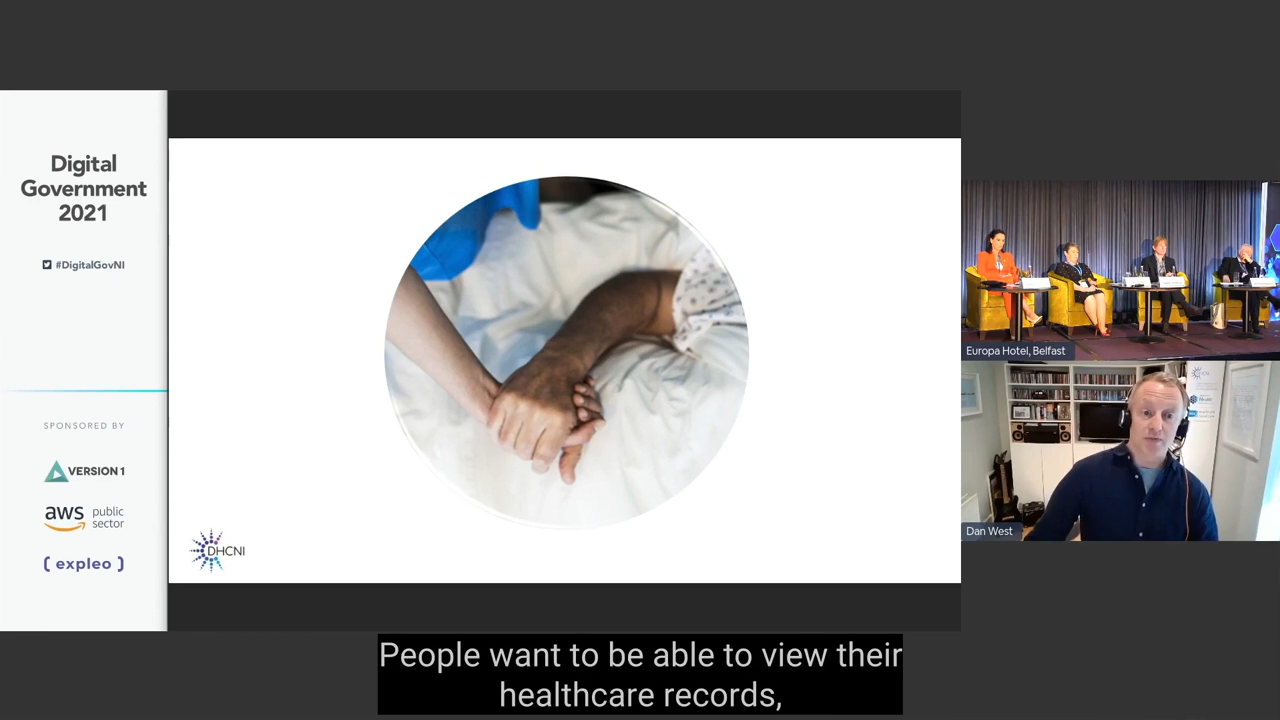 Digital
Government
2021
#DigitalGovNI
SPONSORED BY
VERSION 1
aws public
sector
( expleo )
DHCNI
Europa Hotel, Belfast
DHCNI
Dan West
People want to be able to view their
healthcare records,